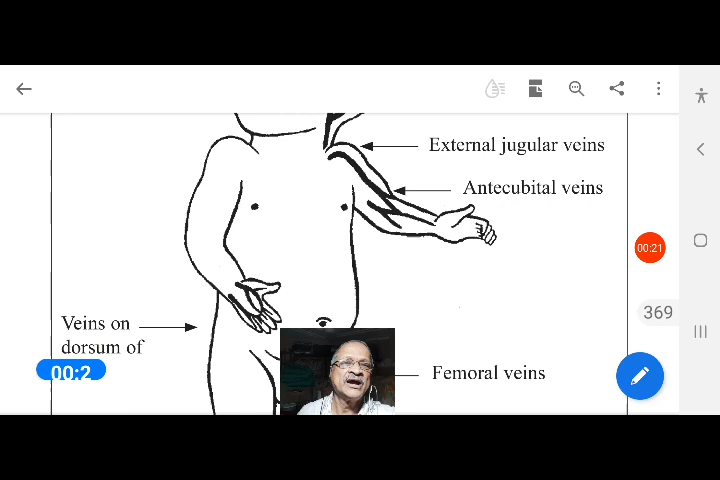 External jugular veins
Antecubital veins
00:21
369
Veins on
dorsum of
00:2
Femoral veins